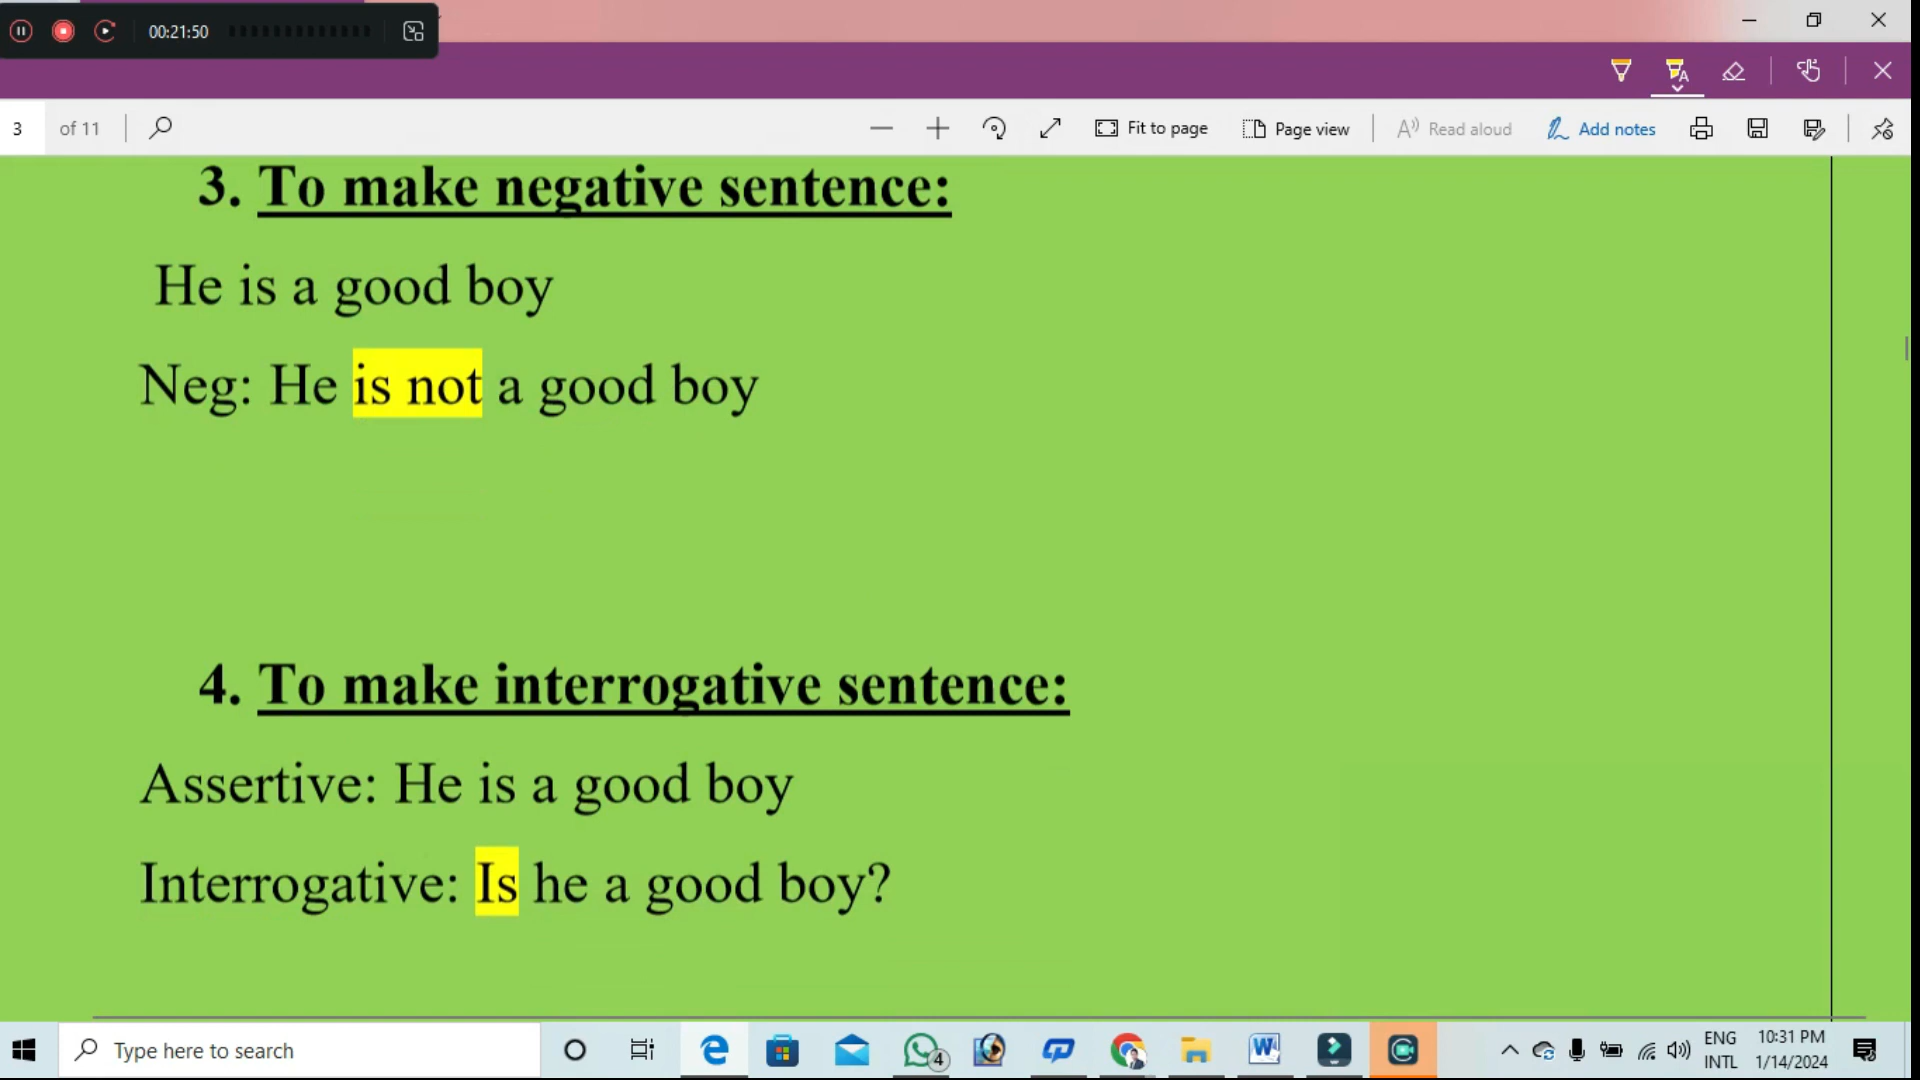 00:21:50
3 of 11 Fit to page Page view Read aloud Add notes
3. To make negative sentence:
He is a good boy
Neg: He is not a good boy
4. To make interrogative sentence:
Assertive: He is a good boy
Interrogative: Is he a good boy?
Type here to search
4
ENG
INTL
10:31 PM
1/14/2024